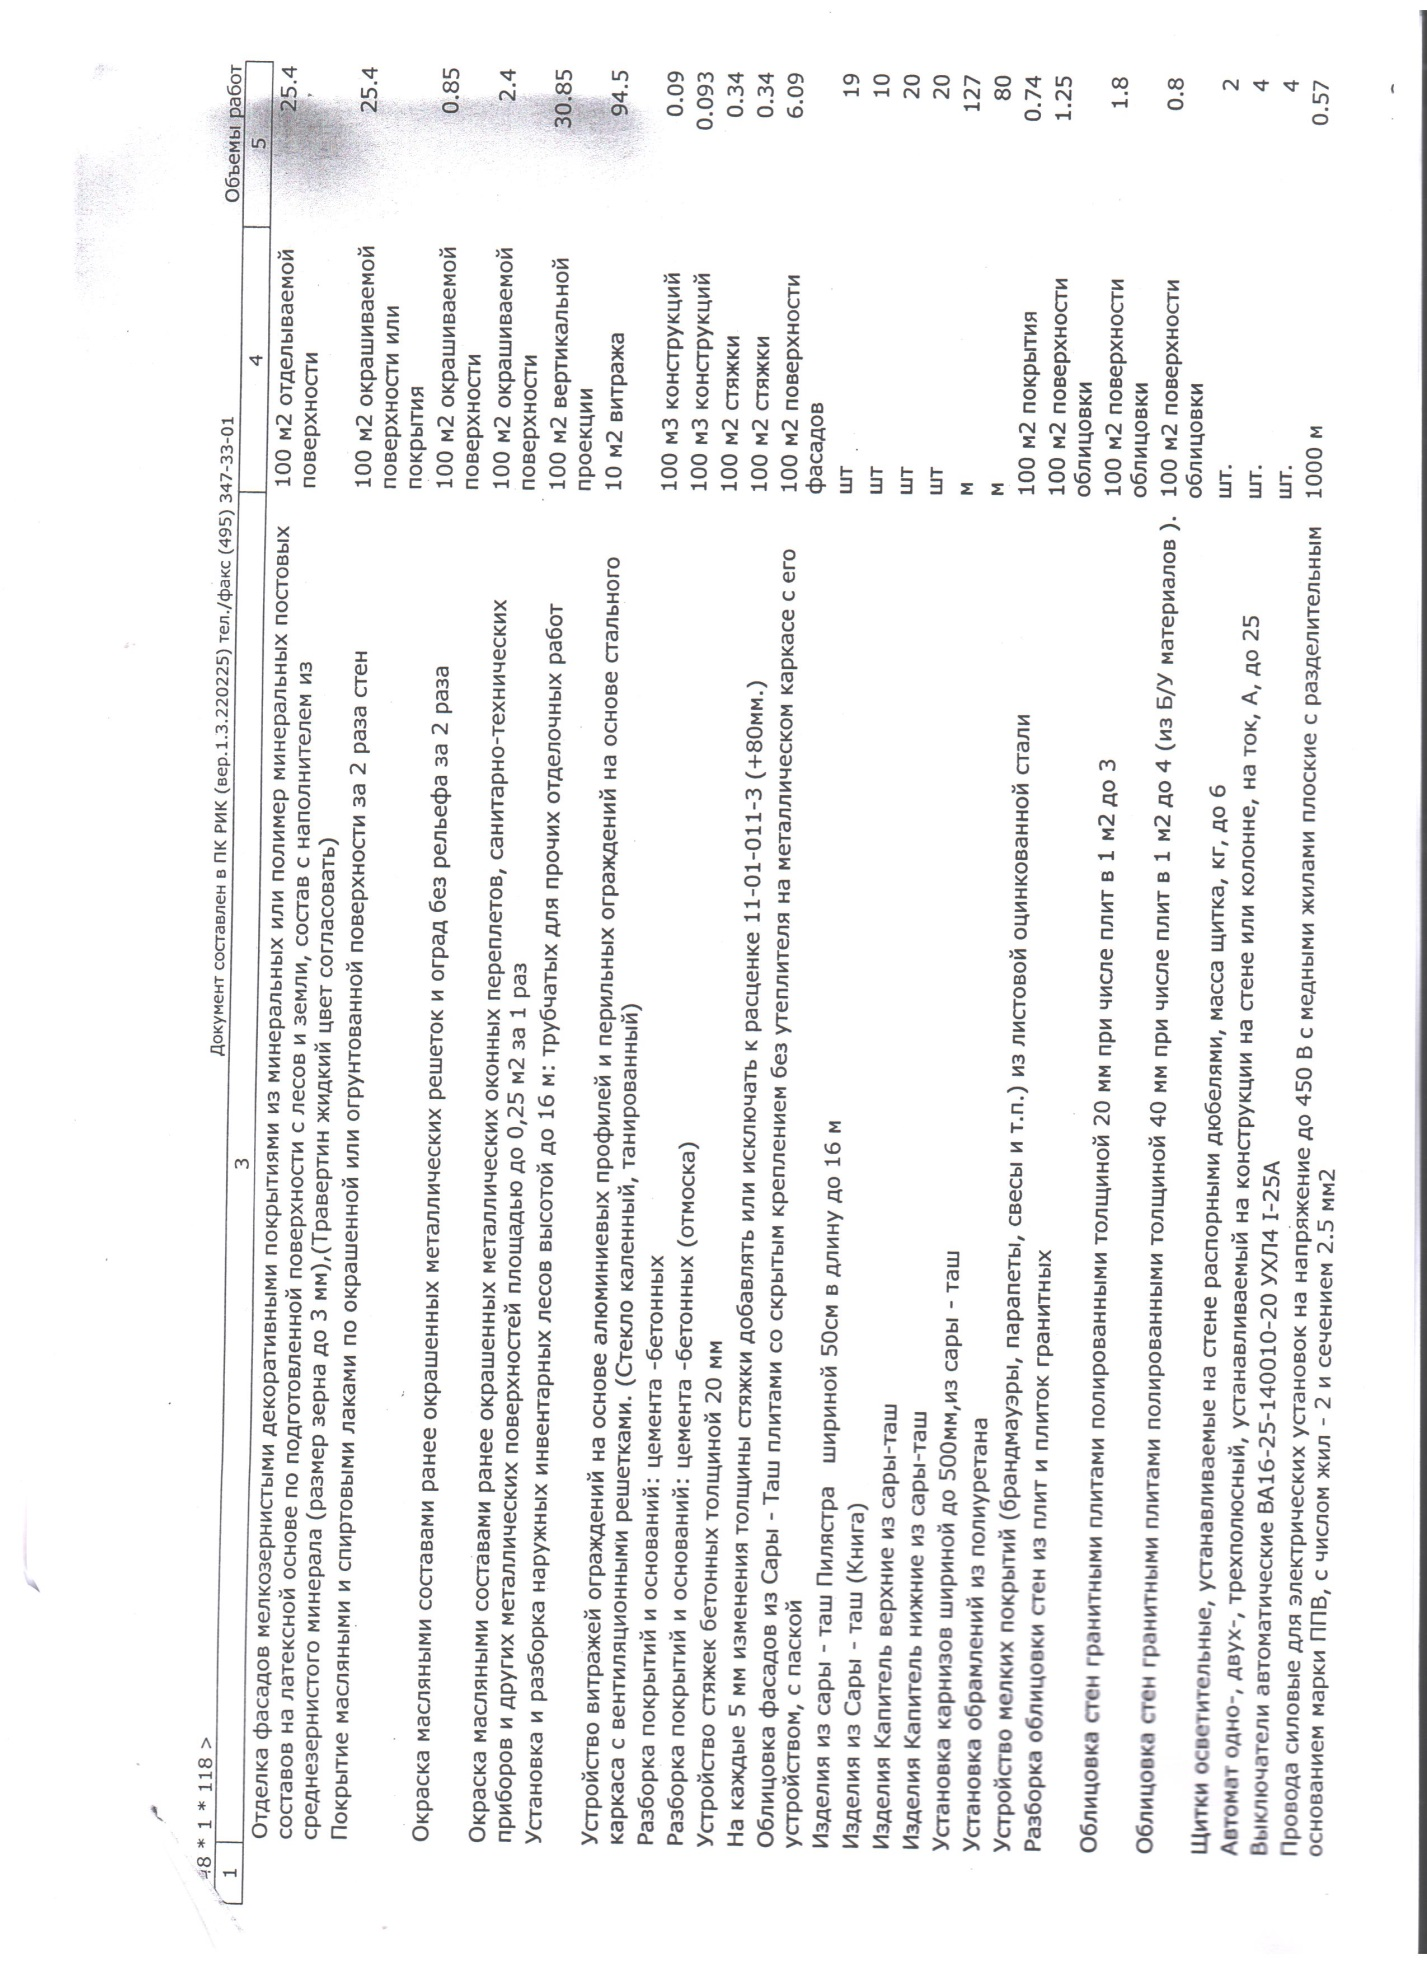 48 * 1 * 118 >
Документ составлен в ПК РИК (вер.1.3.220225) тел./факс (495) 347-33-01
Объемы работ
1 3 4 5
Отделка фасадов мелкозернистыми декоративными покрытиями из минеральных или полимер минеральных постовых 100 м2 отделываемой 25.4
составов на латексной основе по подготовленной поверхности с лесов и земли, состав с наполнителем из поверхности
среднезернистого минерала (размер зерна до 3 мм),(Травертин жидкий цвет согласовать)
Покрытие масляными и спиртовыми лаками по окрашенной или огрунтованной поверхности за 2 раза стен 100 м2 окрашиваемой 25.4
поверхности или
покрытия
Окраска масляными составами ранее окрашенных металлических решеток и оград без рельефа за 2 раза 100 м2 окрашиваемой 0.85
поверхности
Окраска масляными составами ранее окрашенных металлических оконных переплетов, санитарно-технических 100 м2 окрашиваемой 2.4
приборов и других металлических поверхностей площадью до 0,25 м2 за 1 раз поверхности
Установка и разборка наружных инвентарных лесов высотой до 16 м: трубчатых для прочих отделочных работ 100 м2 вертикальной 30.85
проекции
Устройство витражей ограждений на основе алюминиевых профилей и перильных ограждений на основе стального 10 м2 витража 94.5
каркаса с вентиляционными решетками. (Стекло каленный, танированный)
Разборка покрытий и оснований: цемента -бетонных 100 м3 конструкций 0.09
Разборка покрытий и оснований: цемента -бетонных (отмоска) 100 м3 конструкций 0.093
Устройство стяжек бетонных толщиной 20 мм 100 м2 стяжки 0.34
На каждые 5 мм изменения толщины стяжки добавлять или исключать к расценке 11-01-011-3 (+80мм.) 100 м2 стяжки 0.34
Облицовка фасадов из Сары - Таш плитами со скрытым креплением без утеплителя на металлическом каркасе с его 100 м2 поверхности 6.09
устройством, с паской фасадов
Изделия из сары - таш Пилястра шириной 50см в длину до 16 м шт 19
Изделия из Сары - таш (Книга) шт 10
Изделия Капитель верхние из сары-таш шт 20
Изделия Капитель нижние из сары-таш шт 20
Установка карнизов шириной до 500мм,из сары - таш м 127
Установка обрамлений из полиуретана м 80
Устройство мелких покрытий (брандмауэры, парапеты, свесы и т.п.) из листовой оцинкованной стали 100 м2 покрытия 0.74
Разборка облицовки стен из плит и плиток гранитных 100 м2 поверхности 1.25
облицовки
Облицовка стен гранитными плитами полированными толщиной 20 мм при числе плит в 1 м2 до 3 100 м2 поверхности 1.8
облицовки
Облицовка стен гранитными плитами полированными толщиной 40 мм при числе плит в 1 м2 до 4 (из Б/У материалов ). 100 м2 поверхности 0.8
облицовки
Щитки осветительные, устанавливаемые на стене распорными дюбелями, масса щитка, кг, до 6 шт. 2
Автомат одно-, двух-, трехполюсный, устанавливаемый на конструкции на стене или колонне, на ток, А, до 25 шт. 4
Выключатели автоматические ВА16-25-140010-20 УХЛ4 I-25А шт. 4
Провода силовые для электрических установок на напряжение до 450 В с медными жилами плоские с разделительным 1000 м 0.57
основанием марки ППВ, с числом жил - 2 и сечением 2.5 мм2